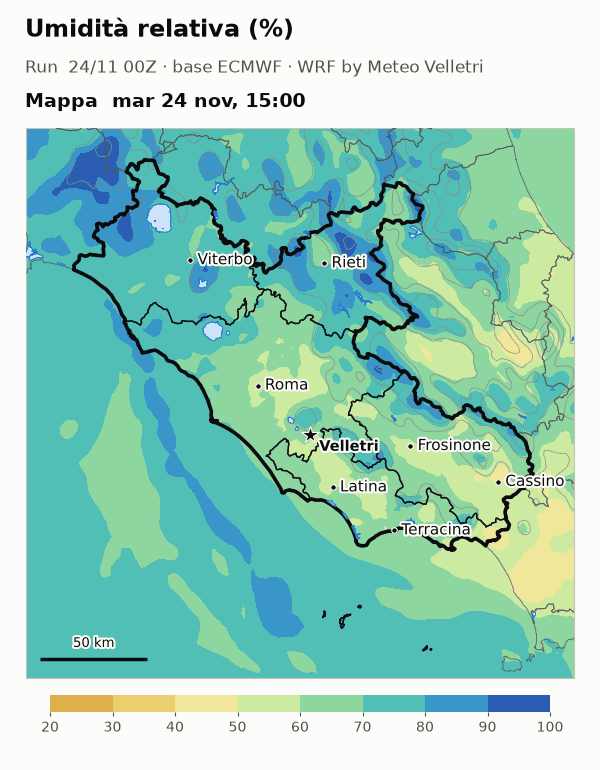 Umidità relativa (%)
Run  24/11 00Z · base ECMWF · WRF by Meteo Velletri
Mappa  mar 24 nov, 15:00
Viterbo
Rieti
Roma
Velletri
Frosinone
Cassino
Latina
Terracina
50 km
20 30 40 50 60 70 80 90 100